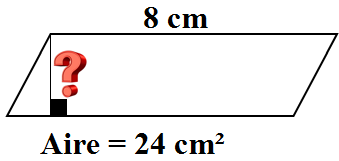 8 cm
?
Aire = 24 cm²